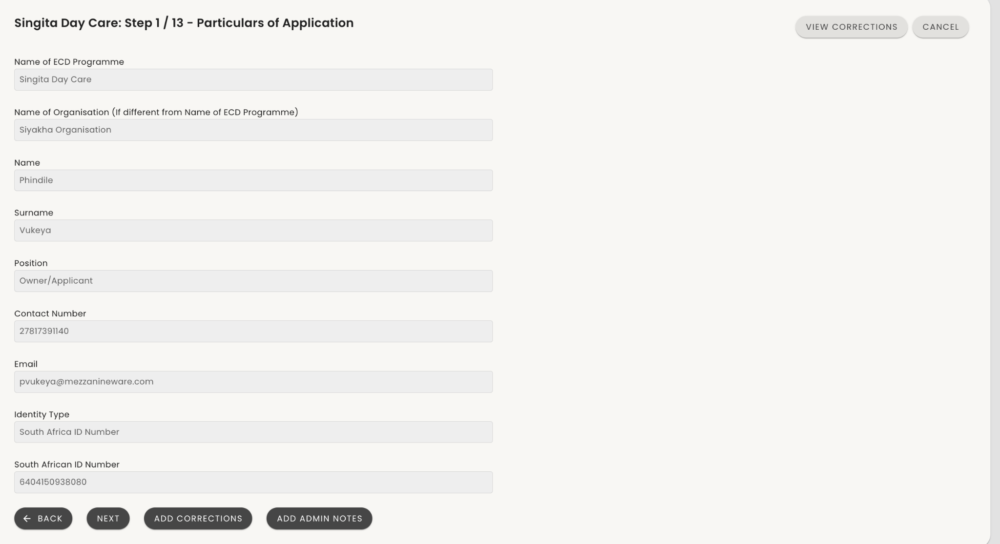 Singita Day Care: Step 1 / 13 - Particulars of Application
VIEW CORRECTIONS
CANCEL
Name of ECD Programme
Singita Day Care
Name of Organisation (If different from Name of ECD Programme)
Siyakha Organisation
Name
Phindile
Surname
Vukeya
Position
Owner/Applicant
Contact Number
27817391140
Email
pvukeya@mezzanineware.com
Identity Type
South Africa ID Number
South African ID Number
6404150938080
BACK
NEXT
ADD CORRECTIONS
ADD ADMIN NOTES